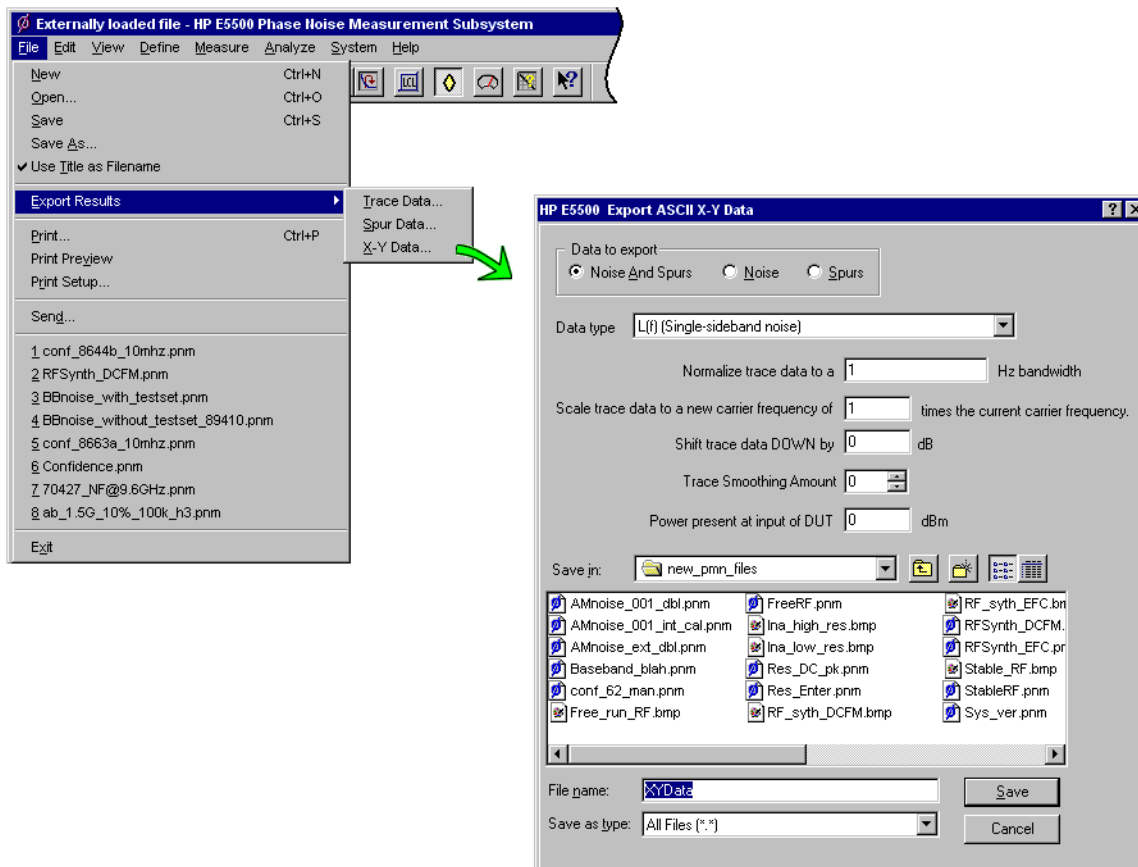 Externally loaded file - HP E5500 Phase Noise Measurement Subsystem
File Edit View Define Measure Analyze System Help
New Ctrl+N
Open... Ctrl+O
Save Ctrl+S
Save As...
Use Title as Filename
Export Results
Print... Ctrl+P
Print Preview
Print Setup...
Send...
1 conf_8644b_10mhz.pnm
2 RFSynth_DCFM.pnm
3 BBnoise_with_testset.pnm
4 BBnoise_without_testset_89410.pnm
5 conf_8663a_10mhz.pnm
6 Confidence.pnm
7 70427_NF@9.6GHz.pnm
8 ab_1.5G_10%_100k_h3.pnm
Exit
LCL
Trace Data...
Spur Data...
X-Y Data...
HP E5500 Export ASCII X-Y Data
Data to export
Noise And Spurs Noise Spurs
Data type L(f) (Single-sideband noise)
Normalize trace data to a 1 Hz bandwidth
Scale trace data to a new carrier frequency of 1 times the current carrier frequency.
Shift trace data DOWN by 0 dB
Trace Smoothing Amount 0
Power present at input of DUT 0 dBm
Save in: new_pmn_files
AMnoise_001_dbl.pnm FreeRF.pnm RF_syth_EFC.bm
AMnoise_001_int_cal.pnm lna_high_res.bmp RFSynth_DCFM.
AMnoise_ext_dbl.pnm lna_low_res.bmp RFSynth_EFC.pr
Baseband_blah.pnm Res_DC_pk.pnm Stable_RF.bmp
conf_62_man.pnm Res_Enter.pnm StableRF.pnm
Free_run_RF.bmp RF_syth_DCFM.bmp Sys_ver.pnm
File name: XYData Save
Save as type: All Files (*.*) Cancel